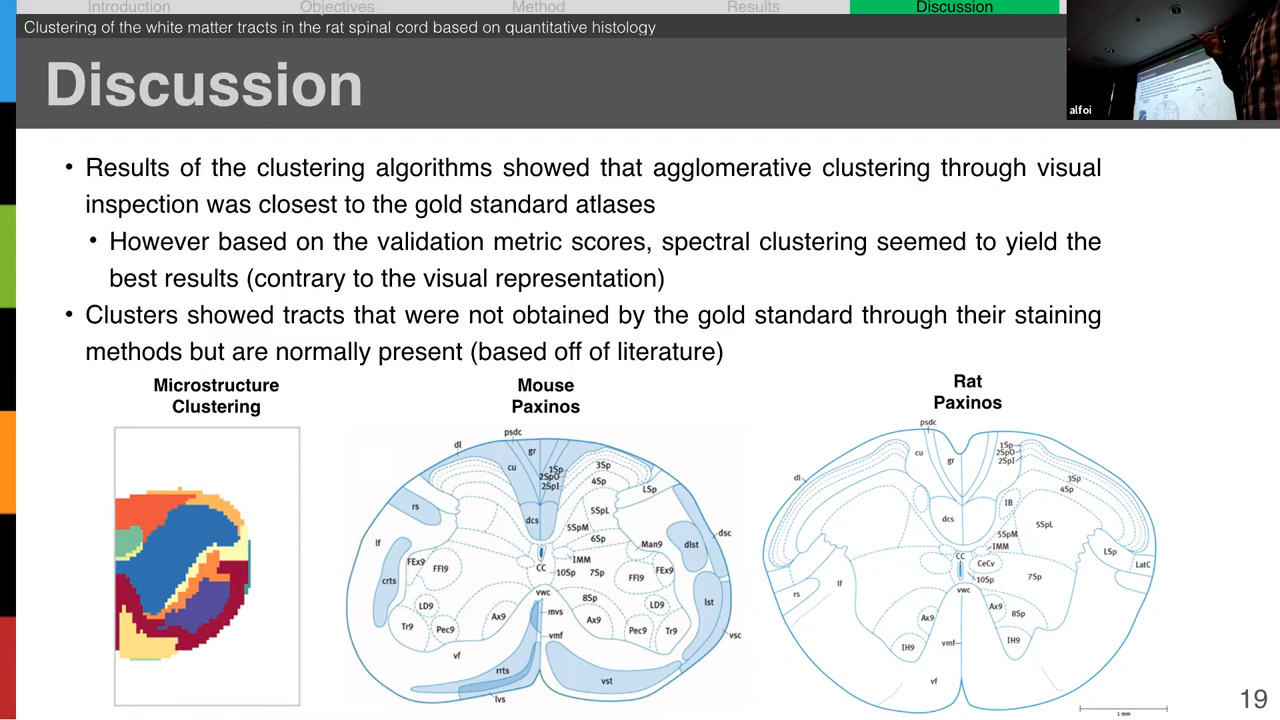 Introduction Objectives Method Results Discussion
Clustering of the white matter tracts in the rat spinal cord based on quantitative histology
Discussion
alfoi
• Results of the clustering algorithms showed that agglomerative clustering through visual
inspection was closest to the gold standard atlases
• However based on the validation metric scores, spectral clustering seemed to yield the
best results (contrary to the visual representation)
• Clusters showed tracts that were not obtained by the gold standard through their staining
methods but are normally present (based off of literature)
Microstructure
Clustering
Mouse
Paxinos
Rat
Paxinos
psdc
dl
gr
cu
1Sp
2SpO
2SpI
3Sp
4Sp
LSp
rs
5SpL
dcs
5SpM
6Sp
dsc
lf
Man9
dlst
IMM
FEx9
FFl9
CC
10Sp
7Sp
FFl9
FEx9
crts
vwc
8Sp
LD9
mvs
LD9
lst
Ax9
Ax9
Tr9
Pec9
vmf
Pec9
Tr9
vsc
vf
rrts
vst
lvs
psdc
1Sp
2SpO
2SpI
cu
gr
dl
3Sp
4Sp
IB
dcs
5SpL
5SpM
IMM
LSp
CC
CeCv
LatC
10Sp
7Sp
lf
rs
vwc
Ax9
8Sp
Ax9
vmf
IH9
IH9
vf
1 mm
19